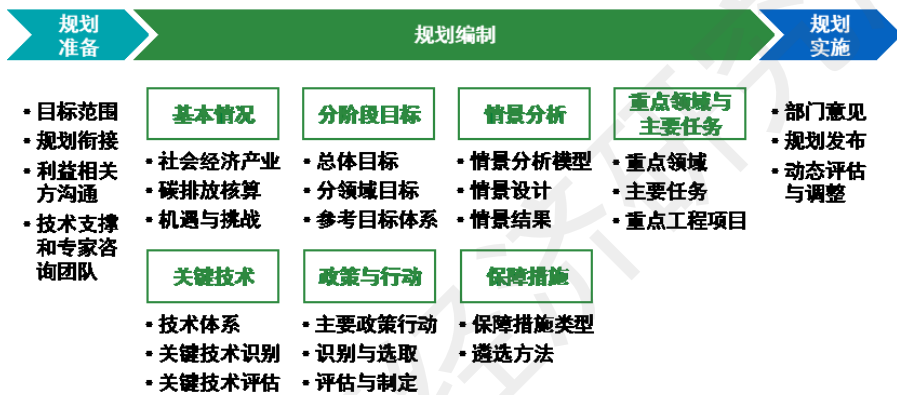 规划
准备
规划编制
规划
实施
• 目标范围
• 规划衔接
• 利益相关
方沟通
• 技术支撑
和专家咨
询团队
基本情况
• 社会经济产业
• 碳排放核算
• 机遇与挑战
分阶段目标
• 总体目标
• 分领域目标
• 参考目标体系
情景分析
• 情景分析模型
• 情景设计
• 情景结果
重点领域与
主要任务
• 重点领域
• 主要任务
• 重点工程项目
关键技术
• 技术体系
• 关键技术识别
• 关键技术评估
政策与行动
• 主要政策行动
• 识别与选取
• 评估与制定
保障措施
• 保障措施类型
• 遴选方法
• 部门意见
• 规划发布
• 动态评估
与调整